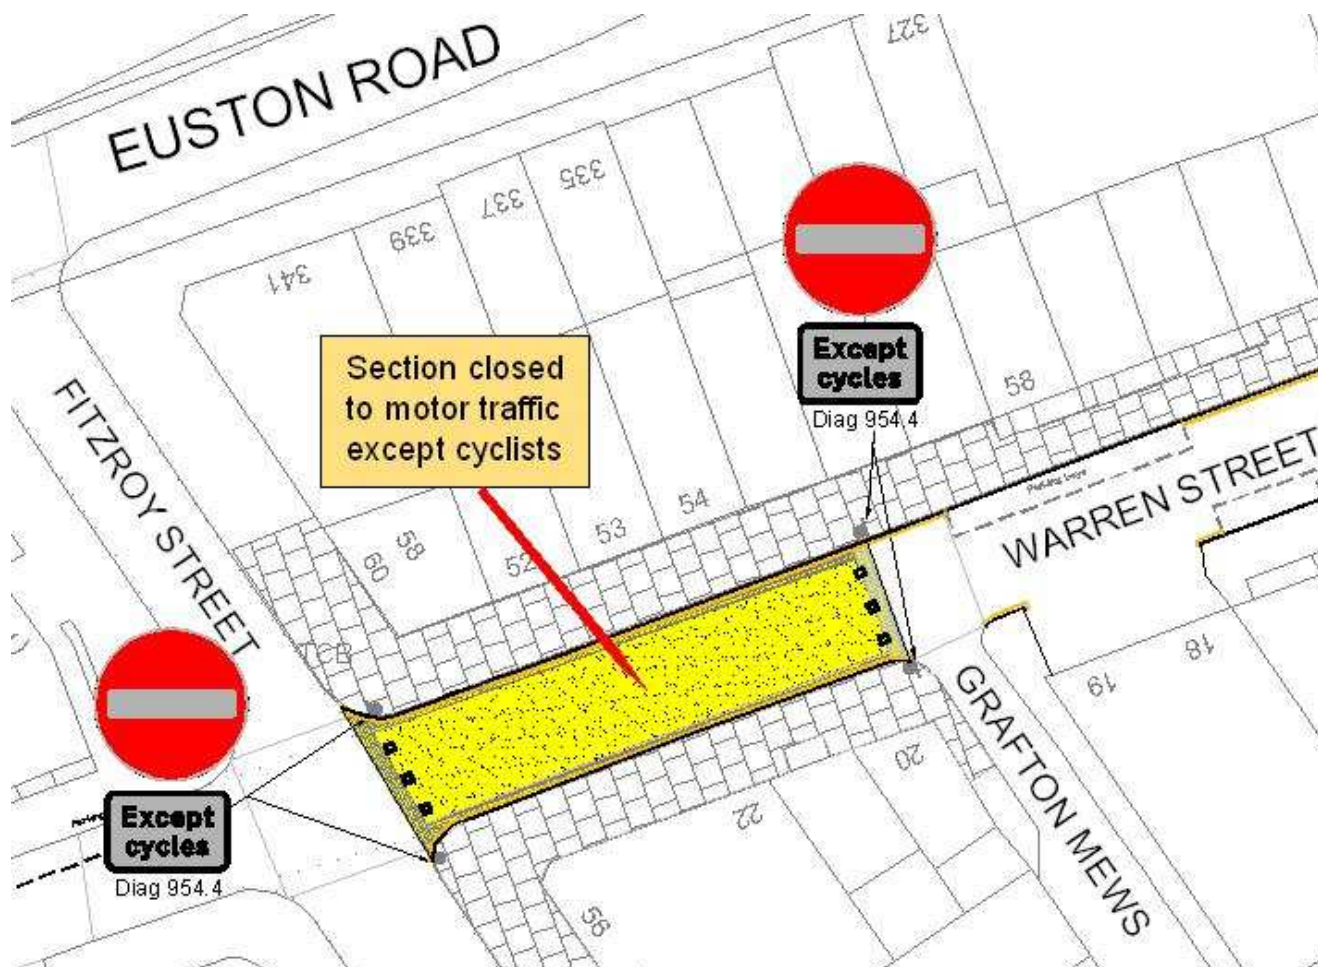 EUSTON ROAD
327
335
337
339
341
Section closed
to motor traffic
except cyclists
Except
cycles
Diag 954.4
58
54
53
52
58
60
FITZROY STREET
TCB
WARREN STREET
18
19
20
22
56
GRAFTON MEWS
Except
cycles
Diag 954.4